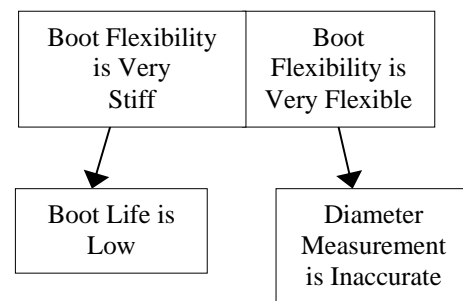 Boot Flexibility
is Very
Stiff
Boot
Flexibility is
Very Flexible
Boot Life is
Low
Diameter
Measurement
is Inaccurate